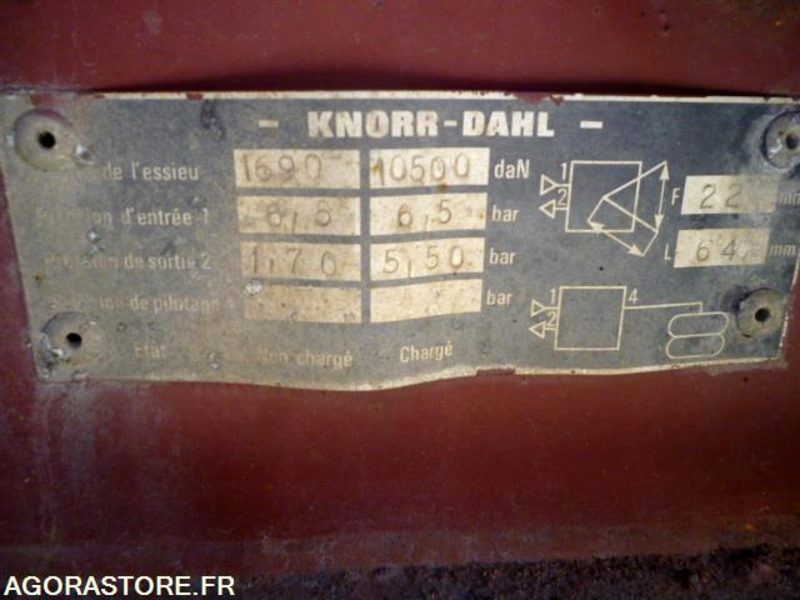 - KNORR-DAHL -
de l'essieu 1690 10500 daN
d'entrée 1 6,5 6,5 bar
Pression de sortie 2 1,70 5,50 bar
de pilotage 4 bar
Etat Non chargé Chargé
1
2
F 22 mm
L 64 mm
1
2
4
AGORASTORE.FR